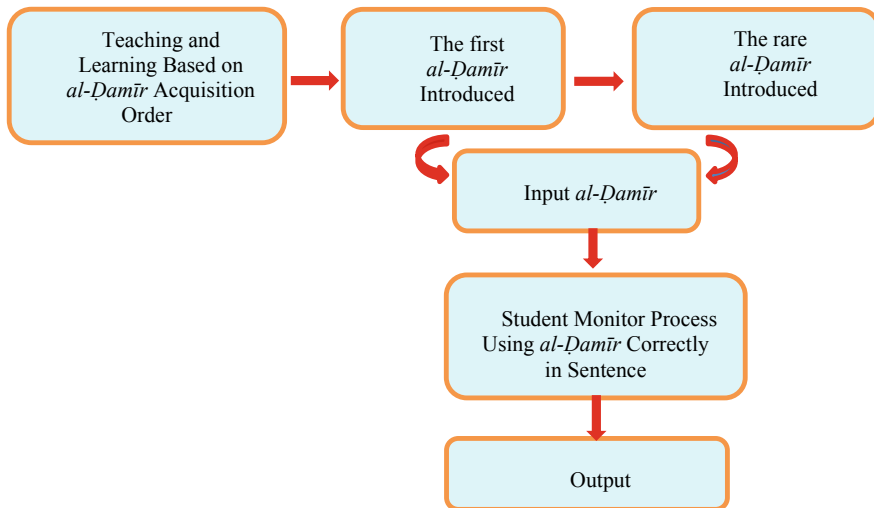 Teaching and
Learning Based on
al-Ḍamīr Acquisition
Order
The first
al-Ḍamīr
Introduced
The rare
al-Ḍamīr
Introduced
Input al-Ḍamīr
Student Monitor Process
Using al-Ḍamīr Correctly
in Sentence
Output